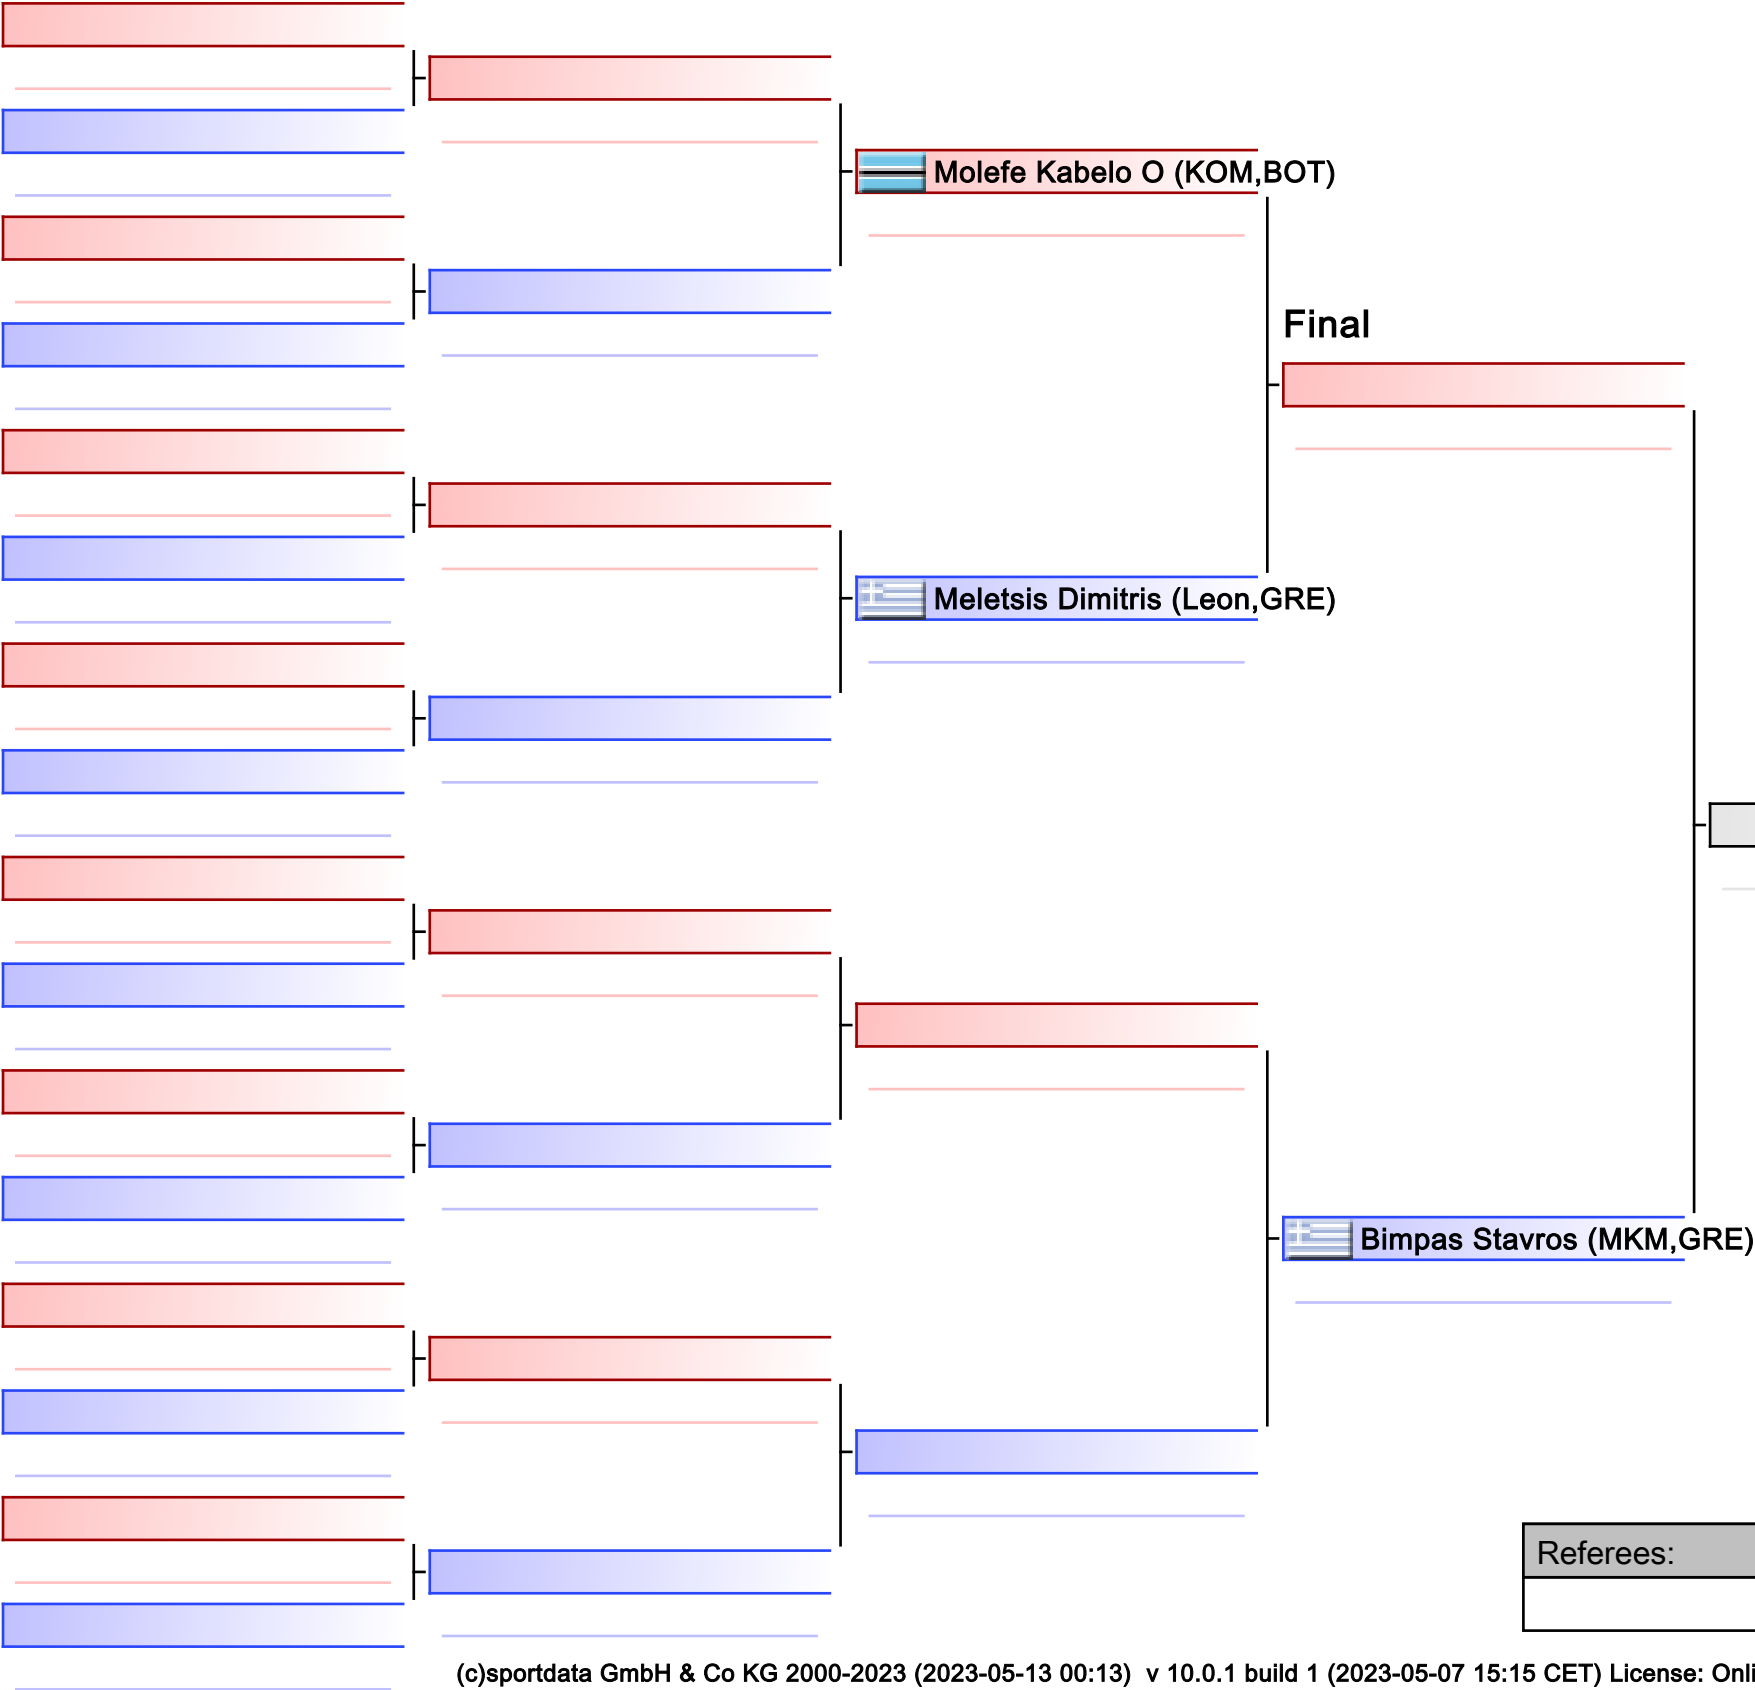 Molefe Kabelo O (KOM,BOT)
Final
Meletsis Dimitris (Leon,GRE)
Bimpas Stavros (MKM,GRE)
Referees:
(c)sportdata GmbH & Co KG 2000-2023 (2023-05-13 00:13)  v 10.0.1 build 1 (2023-05-07 15:15 CET) License: Onli